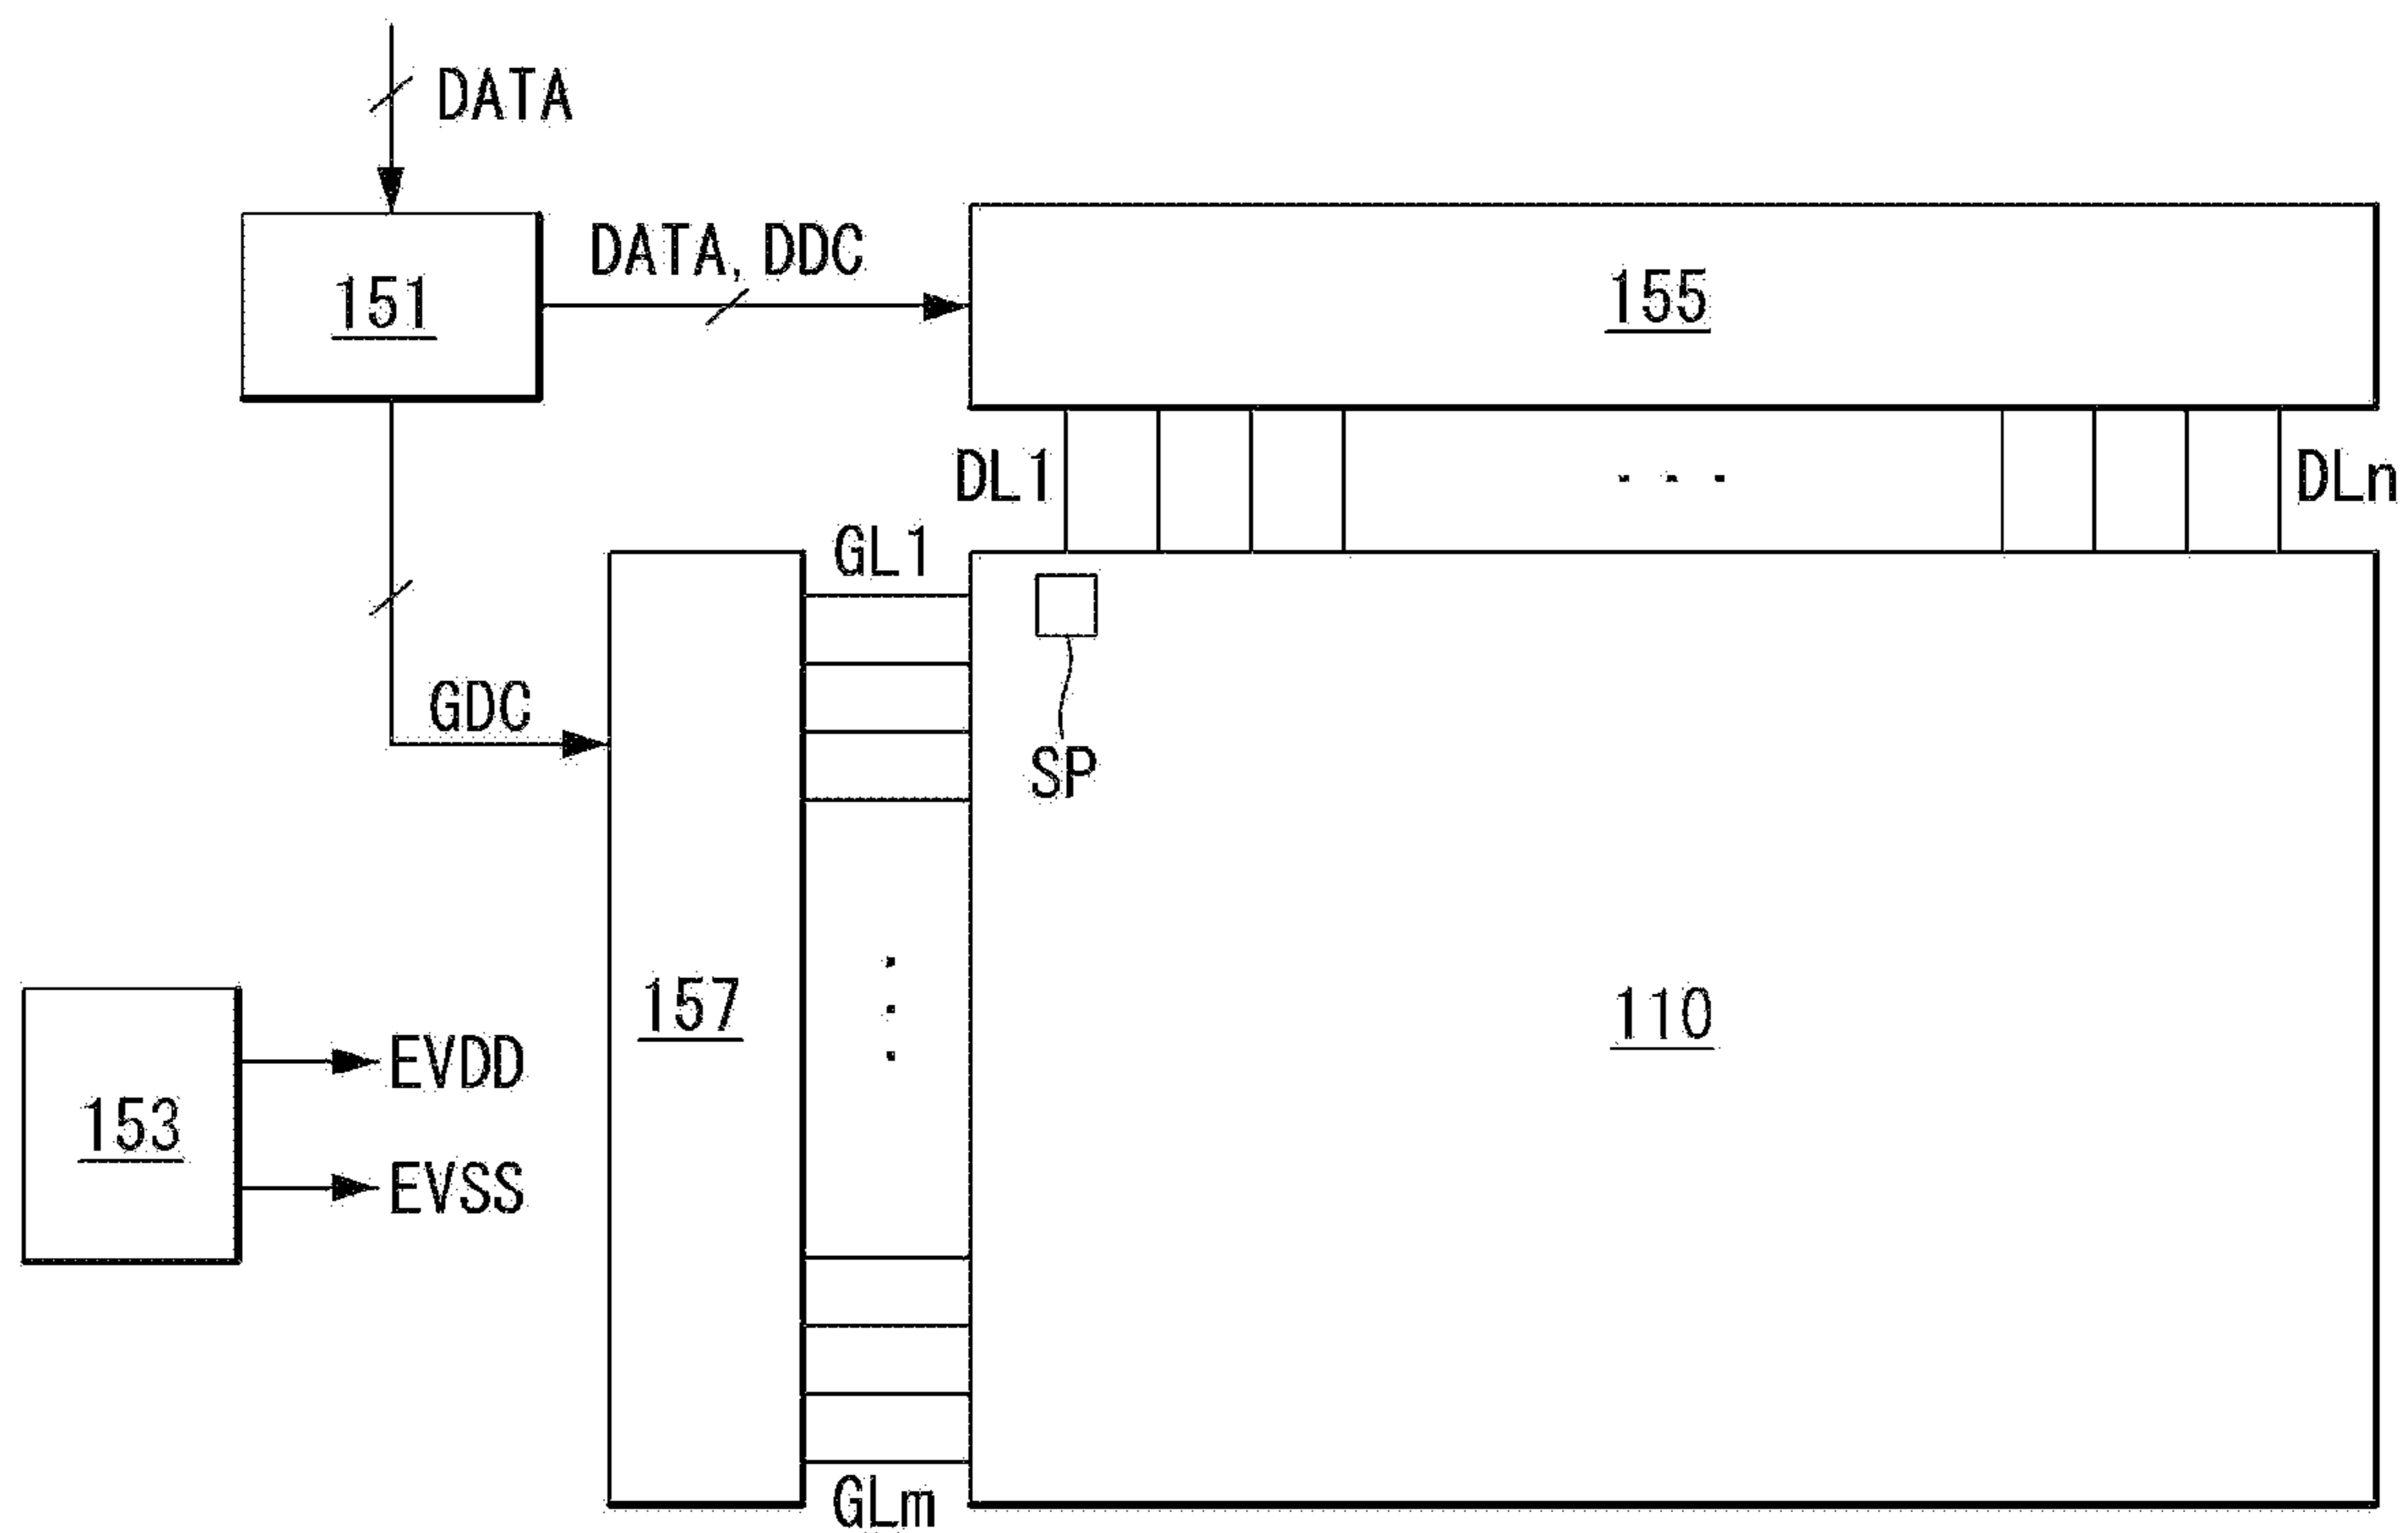 DATA
DATA, DDC
151
155
DL1
. . .
DLn
GL1
GDC
SP
157
110
EVDD
153
EVSS
GLm